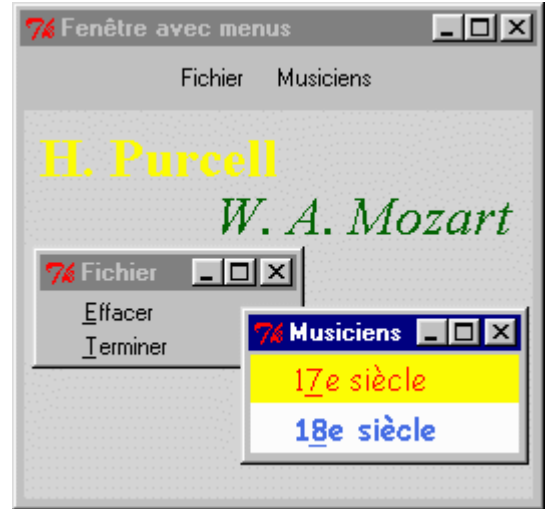 Fenêtre avec menus
Fichier Musiciens
H. Purcell
W. A. Mozart
Fichier
Effacer
Terminer
Musiciens
17e siècle
18e siècle